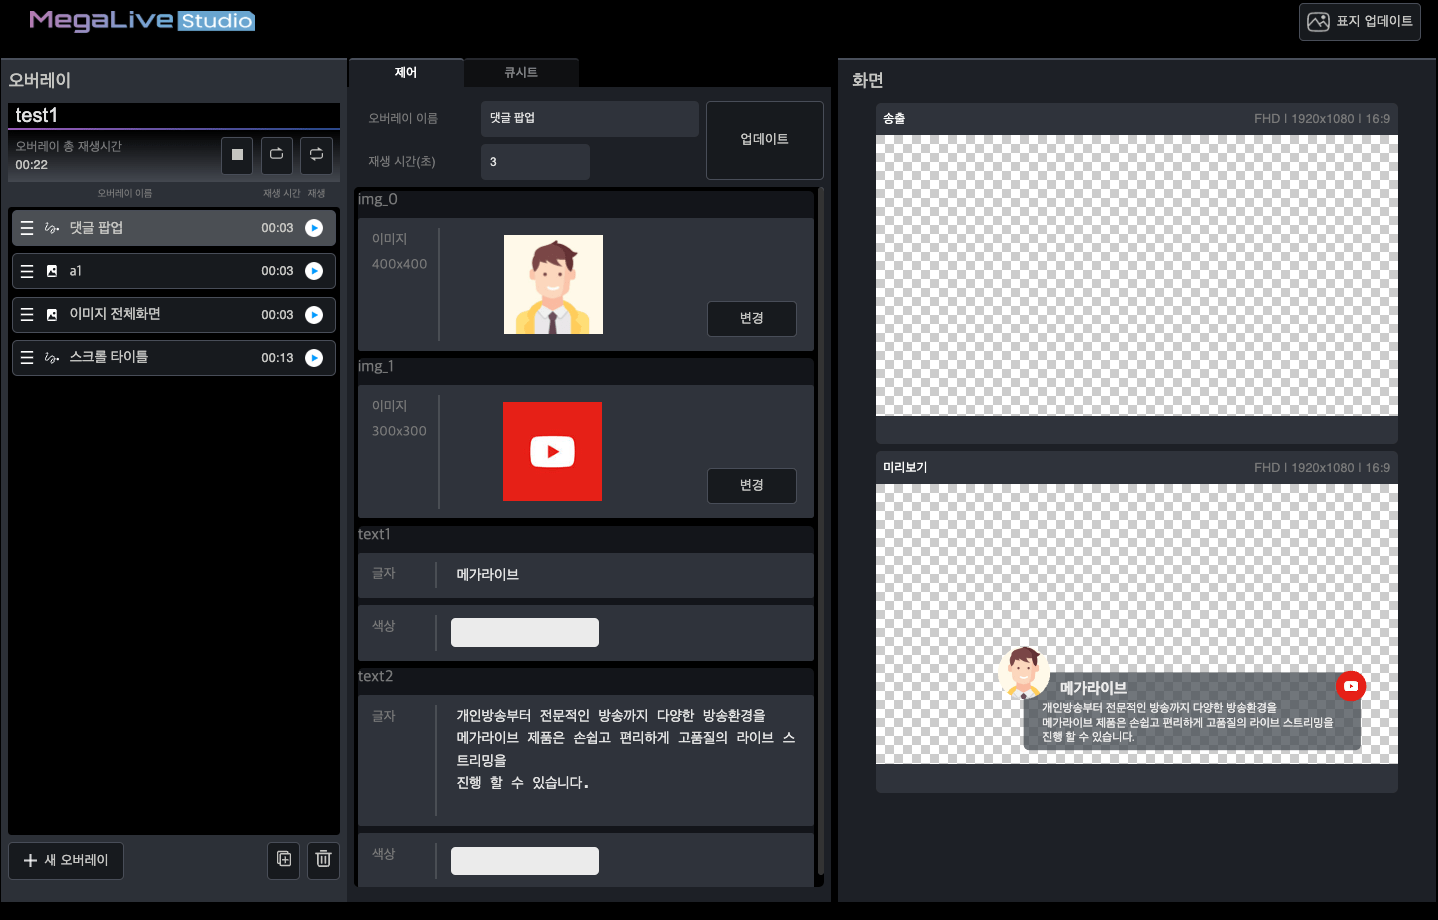 MegaLive Studio
표지 업데이트
오버레이
test1
오버레이 총 재생시간
00:22
오버레이 이름 재생 시간 재생
댓글 팝업 00:03
a1 00:03
이미지 전체화면 00:03
스크롤 타이틀 00:13
새 오버레이
제어 큐시트
오버레이 이름 댓글 팝업
재생 시간(초) 3
업데이트
img_0
이미지
400x400
변경
img_1
이미지
300x300
변경
text1
글자 메가라이브
색상
text2
글자 개인방송부터 전문적인 방송까지 다양한 방송환경을
메가라이브 제품은 손쉽고 편리하게 고품질의 라이브 스
트리밍을
진행 할 수 있습니다.
색상
화면
송출 FHD | 1920x1080 | 16:9
미리보기 FHD | 1920x1080 | 16:9
메가라이브
개인방송부터 전문적인 방송까지 다양한 방송환경을
메가라이브 제품은 손쉽고 편리하게 고품질의 라이브 스트리밍을
진행 할 수 있습니다.